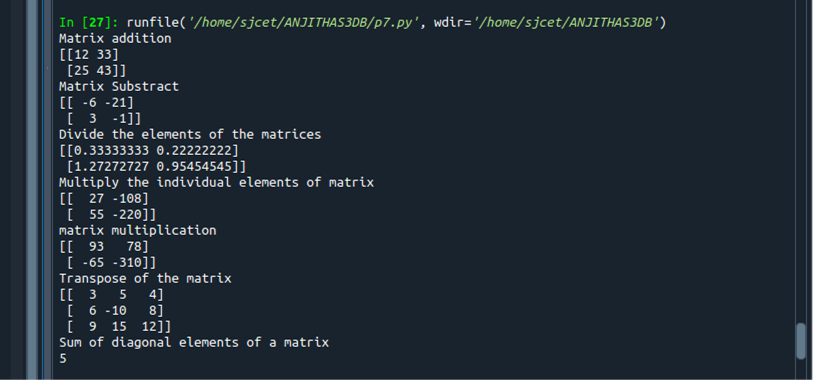 In [27]: runfile('/home/sjcet/ANJITHAS3DB/p7.py', wdir='/home/sjcet/ANJITHAS3DB')
Matrix addition
[[12 33]
 [25 43]]
Matrix Substract
[[ -6 -21]
 [  3  -1]]
Divide the elements of the matrices
[[0.33333333 0.22222222]
 [1.27272727 0.95454545]]
Multiply the individual elements of matrix
[[  27 -108]
 [  55 -220]]
matrix multiplication
[[  93   78]
 [ -65 -310]]
Transpose of the matrix
[[  3   5   4]
 [  6 -10   8]
 [  9  15  12]]
Sum of diagonal elements of a matrix
5